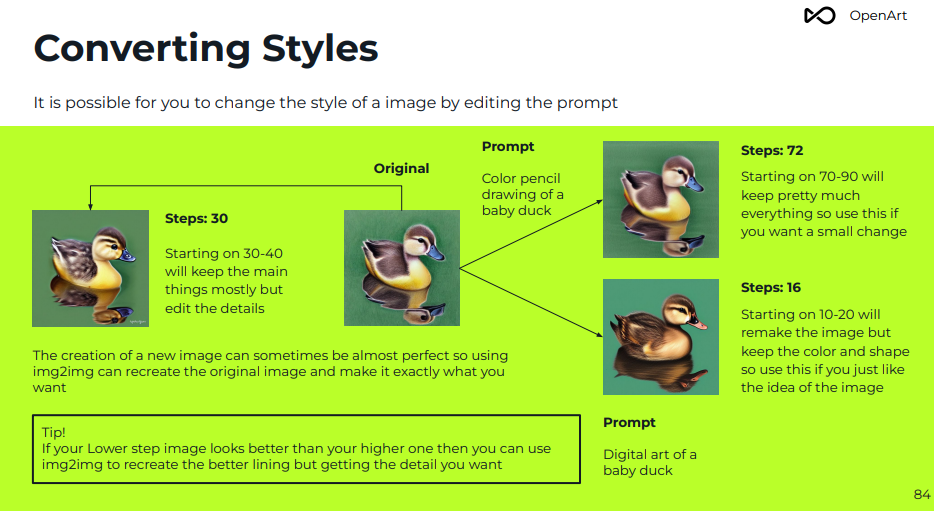 OpenArt
Converting Styles
It is possible for you to change the style of a image by editing the prompt
Original
Steps: 30
Starting on 30-40
will keep the main
things mostly but
edit the details
Prompt
Color pencil
drawing of a
baby duck
Steps: 72
Starting on 70-90 will
keep pretty much
everything so use this if
you want a small change
Steps: 16
Starting on 10-20 will
remake the image but
keep the color and shape
so use this if you just like
the idea of the image
The creation of a new image can sometimes be almost perfect so using
img2img can recreate the original image and make it exactly what you
want
Tip!
If your Lower step image looks better than your higher one then you can use
img2img to recreate the better lining but getting the detail you want
Prompt
Digital art of a
baby duck
84